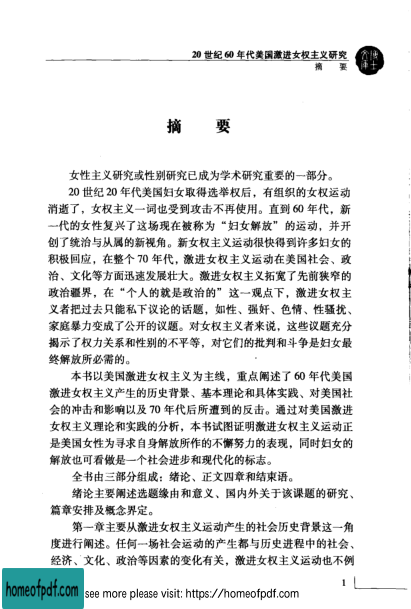 20 世纪 60 年代美国激进女权主义研究
摘 要
博士文库
摘 要
女性主义研究或性别研究已成为学术研究重要的一部分。
20 世纪 20 年代美国妇女取得选举权后，有组织的女权运动
消逝了，女权主义一词也受到攻击不再使用。直到 60 年代，新
一代的女性复兴了这场现在被称为“妇女解放”的运动，并开
创了统治与从属的新视角。新女权主义运动很快得到许多妇女的
积极回应，在整个 70 年代，激进女权主义运动在美国社会、政
治、文化等方面迅速发展壮大。激进女权主义拓宽了先前狭窄的
政治疆界，在“个人的就是政治的”这一观点下，激进女权主
义者把过去只能私下议论的话题，如性、强奸、色情、性骚扰、
家庭暴力变成了公开的议题。对女权主义者来说，这些议题充分
揭示了权力关系和性别的不平等，对它们的批判和斗争是妇女最
终解放所必需的。
本书以美国激进女权主义为主线，重点阐述了 60 年代美国
激进女权主义产生的历史背景、基本理论和具体实践、对美国社
会的冲击和影响以及 70 年代后所遭到的反击。通过对美国激进
女权主义理论和实践的分析，本书试图证明激进女权主义运动正
是美国女性为寻求自身解放所作的不懈努力的表现，同时妇女的
解放也可看做是一个社会进步和现代化的标志。
全书由三部分组成：绪论、正文四章和结束语。
绪论主要阐述选题缘由和意义、国内外关于该课题的研究、
篇章安排及概念界定。
第一章主要从激进女权主义运动产生的社会历史背景这一角
度进行阐述。任何一场社会运动的产生都与历史进程中的社会、
经济、文化、政治等因素的变化有关，激进女权主义运动也不例
1
homeofpdf.com
see more please visit: https://homeofpdf.com